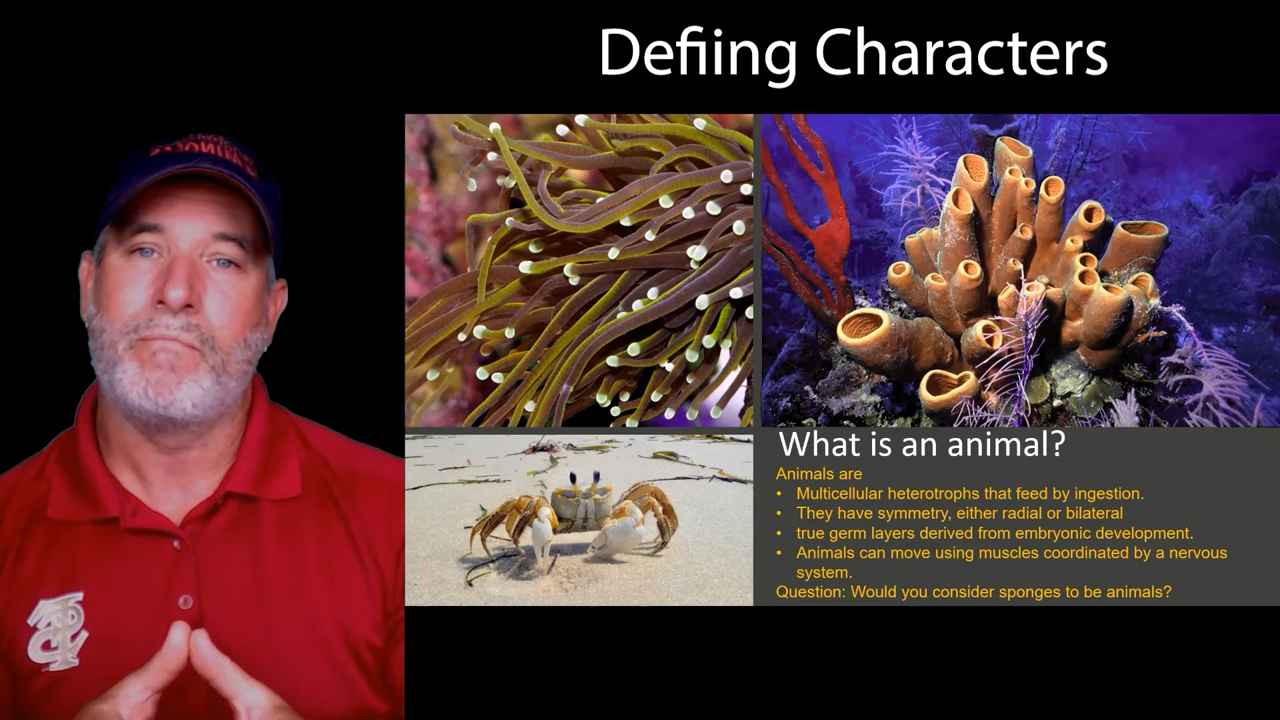 Defiing Characters
What is an animal?
Animals are
• Multicellular heterotrophs that feed by ingestion.
• They have symmetry, either radial or bilateral
• true germ layers derived from embryonic development.
• Animals can move using muscles coordinated by a nervous
system.
Question: Would you consider sponges to be animals?